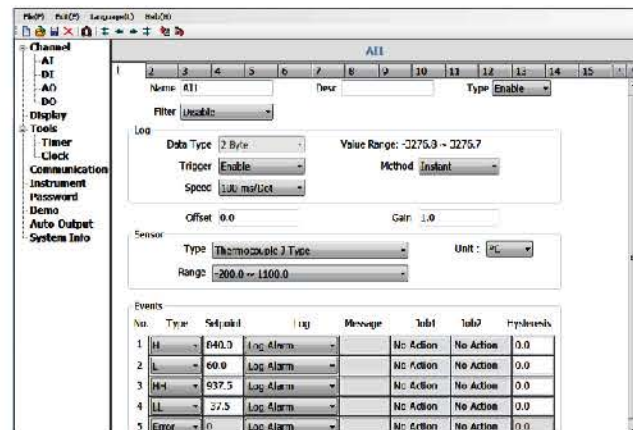 File(F) Edit(E) Language(L) Help(H)
Channel
AI
DI
AO
DO
Display
Tools
Timer
Clock
Communication
Instrument
Password
Demo
Auto Output
System Info
AI1
1 2 3 4 5 6 7 8 9 10 11 12 13 14 15
Name AI1 Desc Type Enable
Filter Disable
Log
Data Type 2 Byte Value Range: -3276.8 ~ 3276.7
Trigger Enable Method Instant
Speed 100 ms/Dot
Offset 0.0 Gain 1.0
Sensor
Type Thermocouple J Type Unit : ºC
Range -200.0 ~ 1100.0
Events
No. Type Setpoint Log Message Job1 Job2 Hysteresis
1 H 840.0 Log Alarm No Action No Action 0.0
2 L 60.0 Log Alarm No Action No Action 0.0
3 HH 937.5 Log Alarm No Action No Action 0.0
4 LL 37.5 Log Alarm No Action No Action 0.0
5 Error 0 Log Alarm No Action No Action 0.0